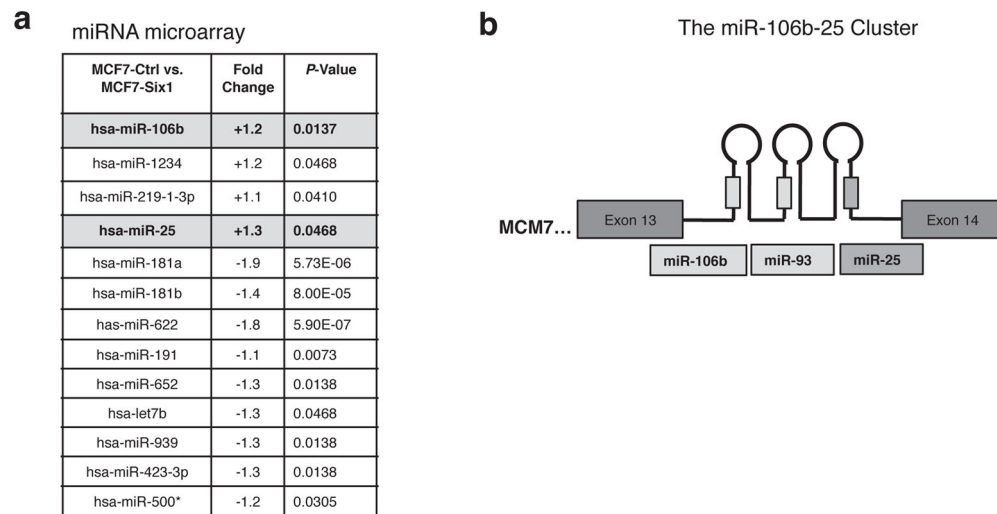 a
miRNA microarray
MCF7-Ctrl vs. MCF7-Six1 Fold Change P-Value
hsa-miR-106b +1.2 0.0137
hsa-miR-1234 +1.2 0.0468
hsa-miR-219-1-3p +1.1 0.0410
hsa-miR-25 +1.3 0.0468
hsa-miR-181a -1.9 5.73E-06
hsa-miR-181b -1.4 8.00E-05
has-miR-622 -1.8 5.90E-07
hsa-miR-191 -1.1 0.0073
hsa-miR-652 -1.3 0.0138
hsa-let7b -1.3 0.0468
hsa-miR-939 -1.3 0.0138
hsa-miR-423-3p -1.3 0.0138
hsa-miR-500* -1.2 0.0305
b
The miR-106b-25 Cluster
MCM7... Exon 13 Exon 14
miR-106b miR-93 miR-25